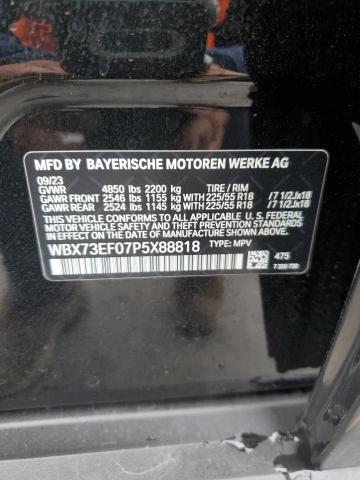 MFD BY BAYERISCHE MOTOREN WERKE AG
09/23
GVWR 4850 lbs 2200 kg TIRE / RIM
GAWR FRONT 2546 lbs 1155 kg 225/55 R18 /7 1/2Jx18
GAWR REAR 2524 lbs 1145 kg 225/55 R18 /7 1/2Jx18
THIS VEHICLE CONFORMS TO ALL APPLICABLE U.S. FEDERAL
MOTOR VEHICLE SAFETY, BUMPER, AND THEFT PREVENTION
STANDARDS IN EFFECT ON THE DATE OF MANUFACTURE SHOWN ABOVE.
WBX73EF07P5X88818 TYPE: MPV
475